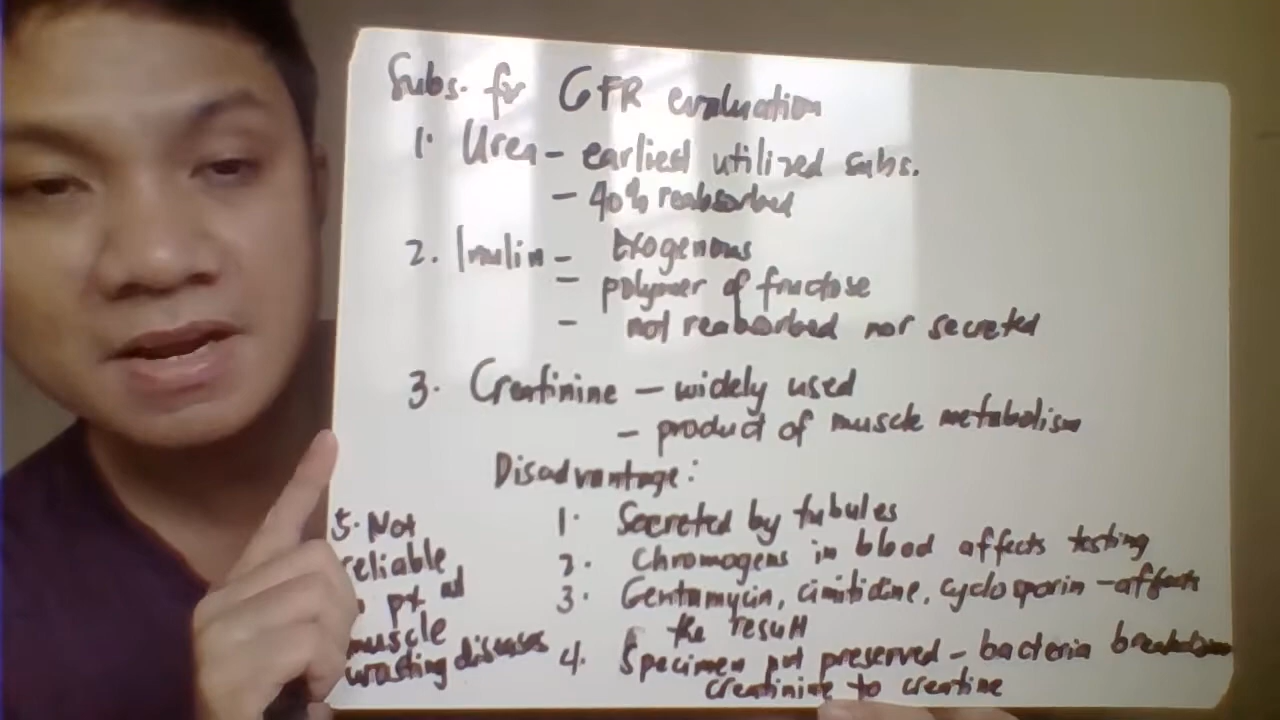 Subs. for GFR evaluation
1. Urea - earliest utilized subs.
- 40% reabsorbed
2. Inulin - Exogenous
- polymer of fructose
- not reabsorbed nor secreted
3. Creatinine - widely used
- product of muscle metabolism
Disadvantage:
1. Secreted by tubules
2. Chromogens in blood affects testing
3. Gentamycin, cimitidine, cyclosporin - affects
the result
4. Specimen not preserved - bacteria breakdown
creatinine to creatine
5. Not
reliable
pt
muscle
wasting diseases